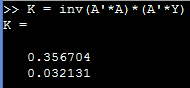 >> K = inv(A'*A)*(A'*Y)
K =
0.356704
0.032131